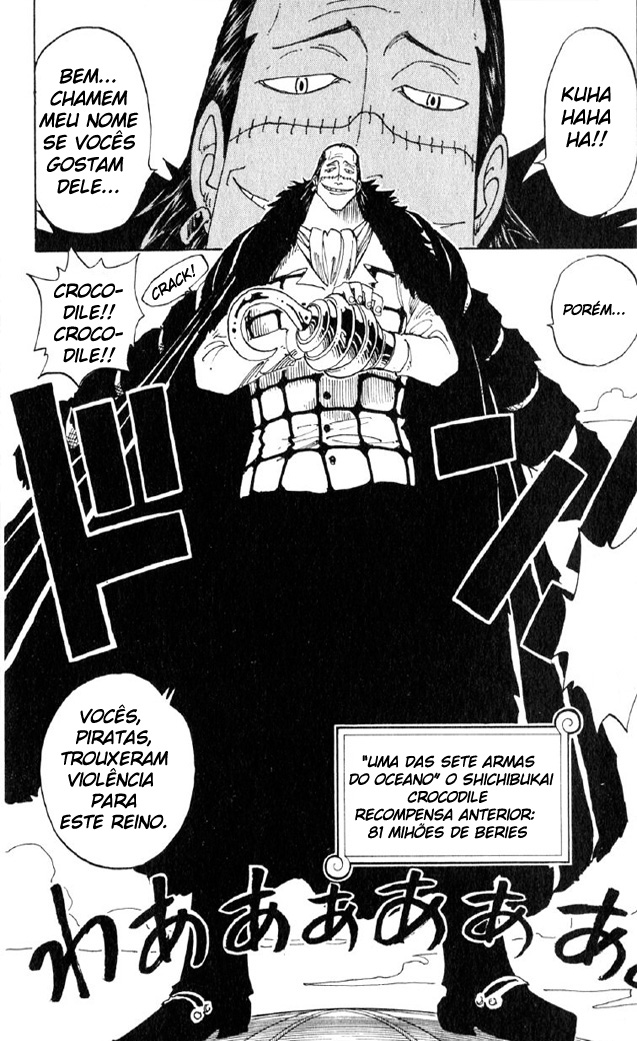 KUHA
HAHA
HA!!
BEM...
CHAMEM
MEU NOME
SE VOCÊS
GOSTAM
DELE...
PORÉM...
CRACK!
CROCO-
DILE!!
CROCO-
DILE!!
ドン
VOCÊS,
PIRATAS,
TROUXERAM
VIOLÊNCIA
PARA
ESTE REINO.
"UMA DAS SETE ARMAS
DO OCEANO" O SHICHIBUKAI
CROCODILE
RECOMPENSA ANTERIOR:
81 MIHÕES DE BERIES
わああああああ